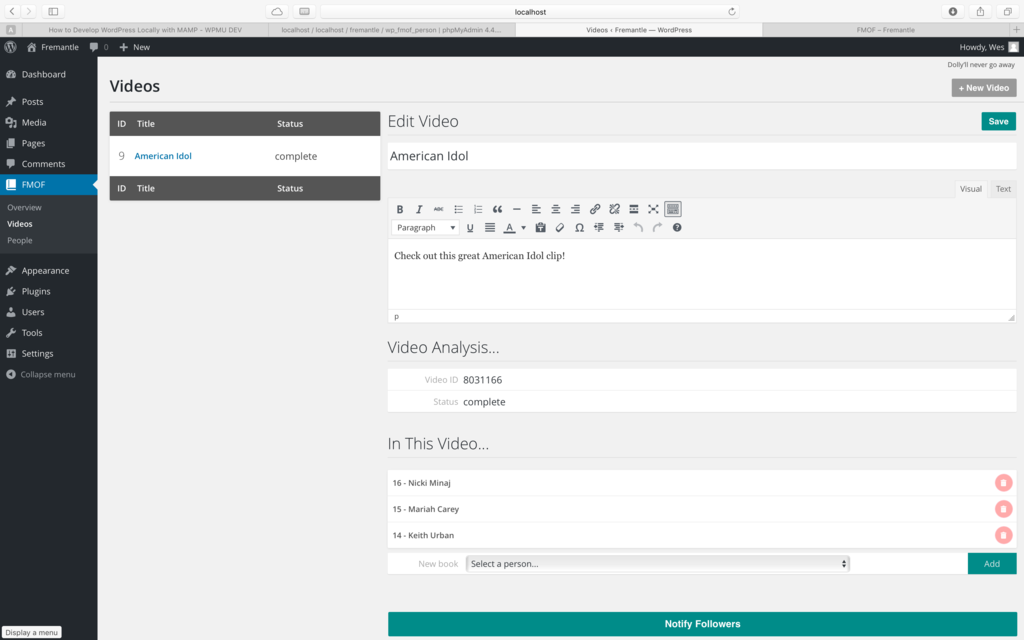 localhost
How to Develop WordPress Locally with MAMP - WPMU DEV
localhost / localhost / fremantle / wp_fmof_person | phpMyAdmin 4.4...
Videos ‹ Fremantle — WordPress
FMOF – Fremantle
Fremantle
0
New
Howdy, Wes
Dolly'll never go away
Dashboard
Posts
Media
Pages
Comments
FMOF
Overview
Videos
People
Appearance
Plugins
Users
Tools
Settings
Collapse menu
Display a menu
Videos
+ New Video
ID Title Status
9 American Idol complete
ID Title Status
Edit Video
Save
American Idol
Visual Text
B I ABC
Paragraph U A Ω
Check out this great American Idol clip!
p
Video Analysis...
Video ID 8031166
Status complete
In This Video...
16 - Nicki Minaj
15 - Mariah Carey
14 - Keith Urban
New book Select a person... Add
Notify Followers